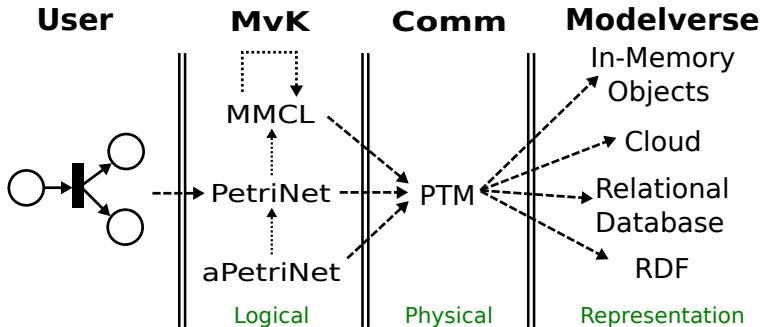 User
MvK
Comm
Modelverse
MMCL
PetriNet
aPetriNet
Logical
PTM
Physical
In-Memory
Objects
Cloud
Relational
Database
RDF
Representation